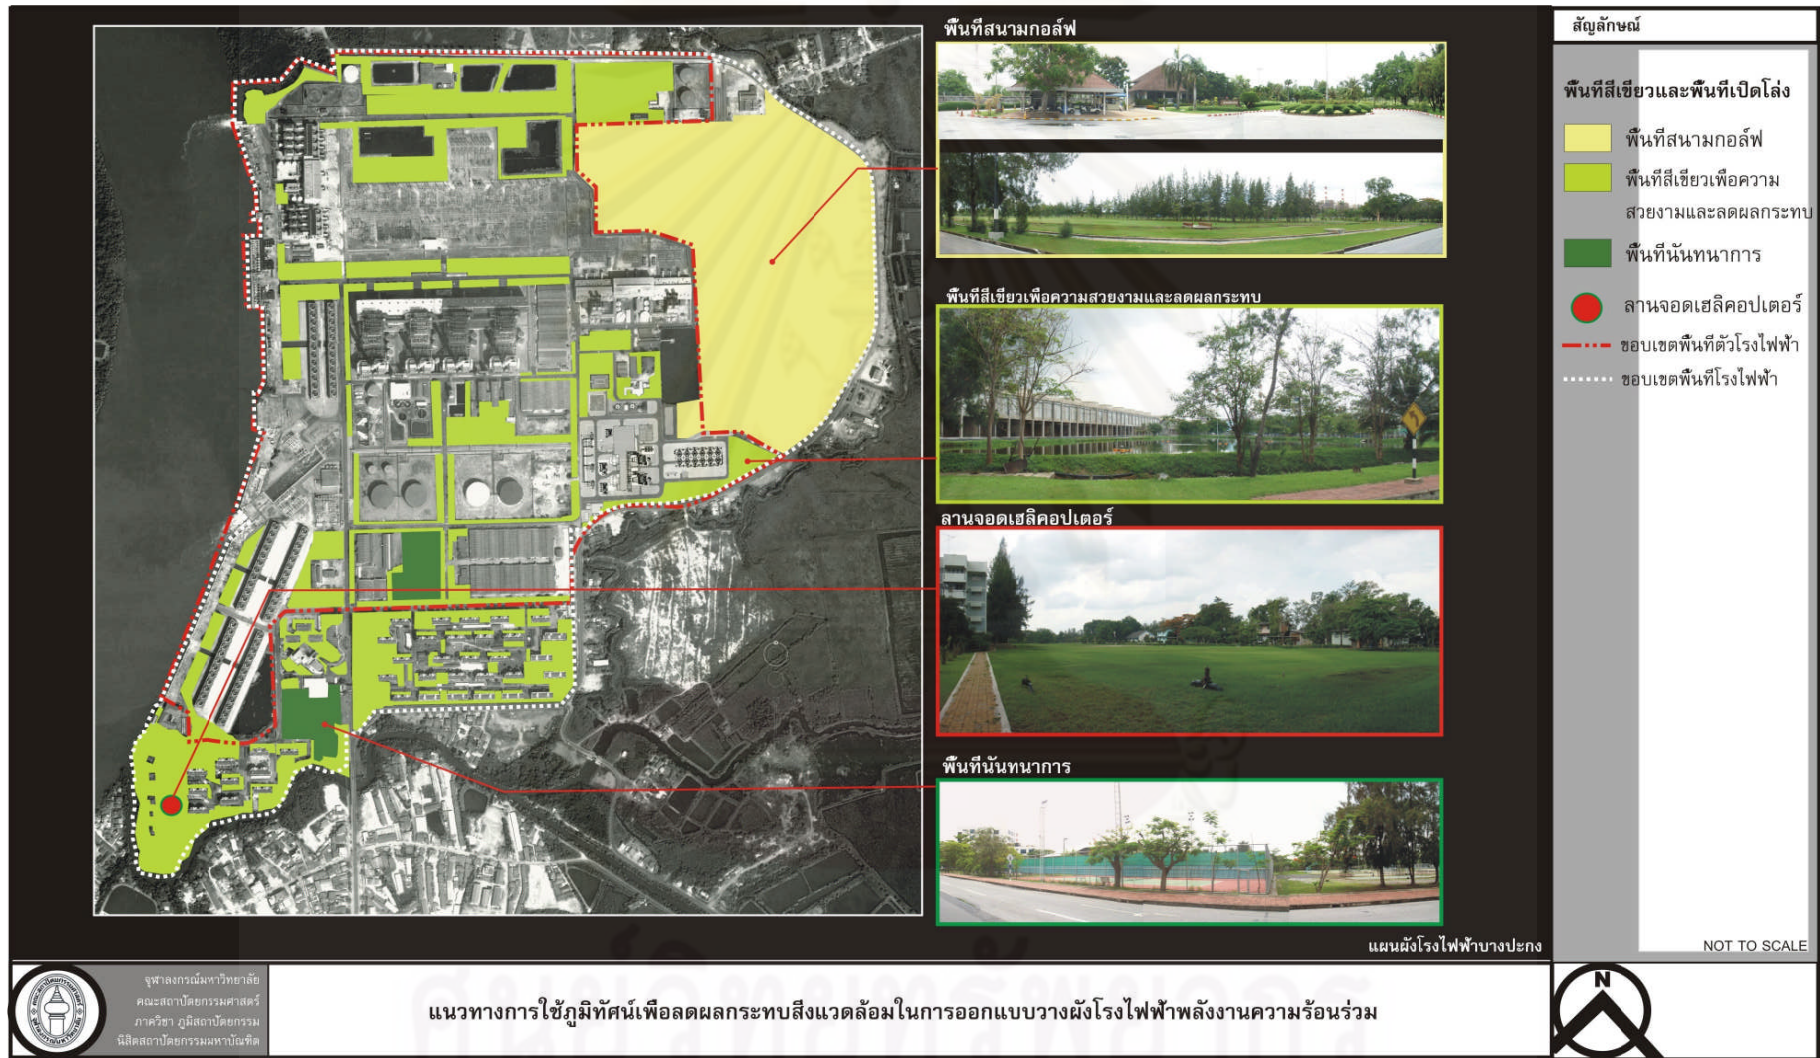 พื้นที่สนามกอล์ฟ
พื้นที่สีเขียวเพื่อความสวยงามและลดผลกระทบ
ลานจอดเฮลิคอปเตอร์
พื้นที่นันทนาการ
แผนผังโรงไฟฟ้าบางปะกง
สัญลักษณ์
พื้นที่สีเขียวและพื้นที่เปิดโล่ง
พื้นที่สนามกอล์ฟ
พื้นที่สีเขียวเพื่อความ
สวยงามและลดผลกระทบ
พื้นที่นันทนาการ
ลานจอดเฮลิคอปเตอร์
ขอบเขตพื้นที่ตัวโรงไฟฟ้า
ขอบเขตพื้นที่โรงไฟฟ้า
NOT TO SCALE
จุฬาลงกรณ์มหาวิทยาลัย
คณะสถาปัตยกรรมศาสตร์
ภาควิชา ภูมิสถาปัตยกรรม
นิสิตสถาปัตยกรรมมหาบัณฑิต
แนวทางการใช้ภูมิทัศน์เพื่อลดผลกระทบสิ่งแวดล้อมในการออกแบบวางผังโรงไฟฟ้าพลังงานความร้อนร่วม
N